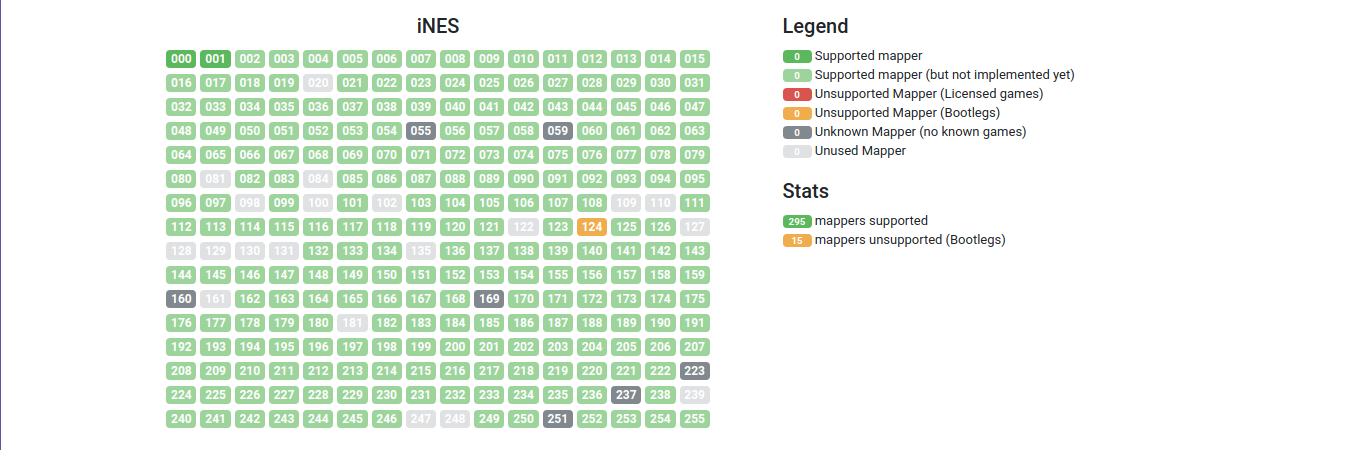 iNES
000 001 002 003 004 005 006 007 008 009 010 011 012 013 014 015
016 017 018 019 020 021 022 023 024 025 026 027 028 029 030 031
032 033 034 035 036 037 038 039 040 041 042 043 044 045 046 047
048 049 050 051 052 053 054 055 056 057 058 059 060 061 062 063
064 065 066 067 068 069 070 071 072 073 074 075 076 077 078 079
080 081 082 083 084 085 086 087 088 089 090 091 092 093 094 095
096 097 098 099 100 101 102 103 104 105 106 107 108 109 110 111
112 113 114 115 116 117 118 119 120 121 122 123 124 125 126 127
128 129 130 131 132 133 134 135 136 137 138 139 140 141 142 143
144 145 146 147 148 149 150 151 152 153 154 155 156 157 158 159
160 161 162 163 164 165 166 167 168 169 170 171 172 173 174 175
176 177 178 179 180 181 182 183 184 185 186 187 188 189 190 191
192 193 194 195 196 197 198 199 200 201 202 203 204 205 206 207
208 209 210 211 212 213 214 215 216 217 218 219 220 221 222 223
224 225 226 227 228 229 230 231 232 233 234 235 236 237 238 239
240 241 242 243 244 245 246 247 248 249 250 251 252 253 254 255
Legend
0 Supported mapper
0 Supported mapper (but not implemented yet)
0 Unsupported Mapper (Licensed games)
0 Unsupported Mapper (Bootlegs)
0 Unknown Mapper (no known games)
0 Unused Mapper
Stats
295 mappers supported
15 mappers unsupported (Bootlegs)